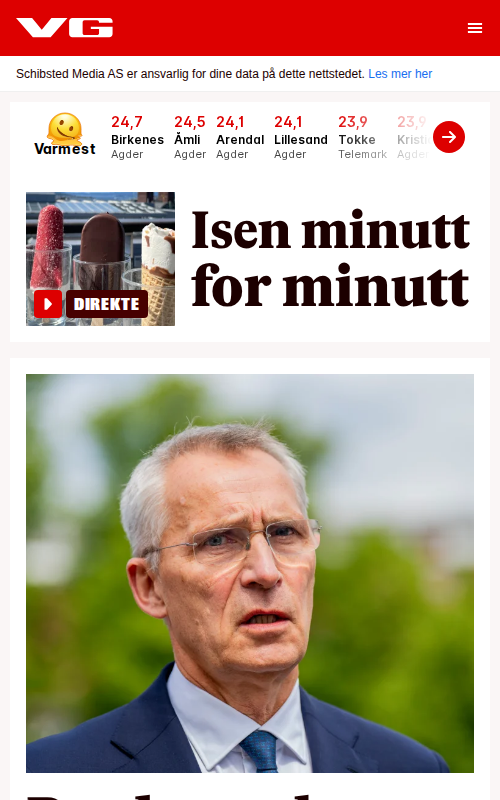 VG
Schibsted Media AS er ansvarlig for dine data på dette nettstedet. Les mer her
Varmest
24,7 24,5 24,1 24,1 23,9 23,9
Birkenes Åmli Arendal Lillesand Tokke
Agder Agder Agder Agder Telemark Agder
Isen minutt
for minutt
DIREKTE